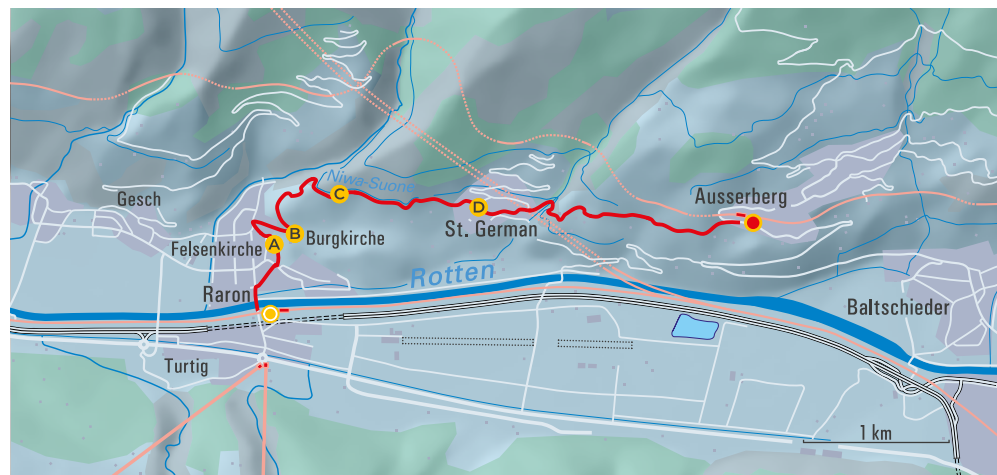 Niwa-Suone
C
Gesch
Ausserberg
D
St. German
B
Burgkirche
A
Felsenkirche
Rotten
Raron
Baltschieder
Turtig
1 km